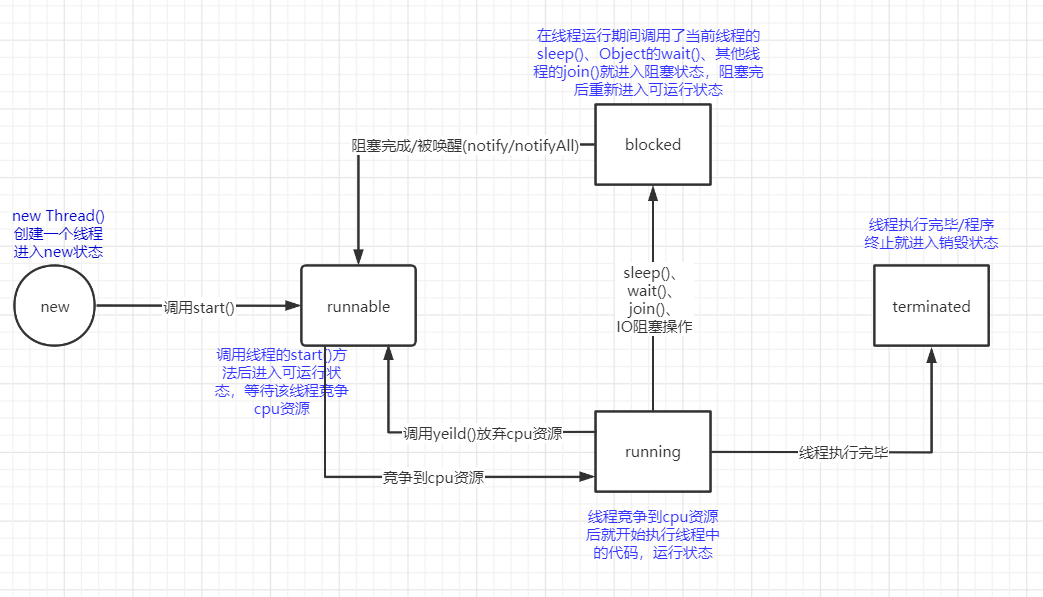 在线程运行期间调用了当前线程的
sleep()、Object的wait()、其他线
程的join()就进入阻塞状态，阻塞完
后重新进入可运行状态
阻塞完成/被唤醒(notify/notifyAll)
blocked
new Thread()
创建一个线程
进入new状态
线程执行完毕/程序
终止就进入销毁状态
new
调用start()
runnable
sleep()、
wait()、
join()、
IO阻塞操作
terminated
调用线程的start()方
法后进入可运行状
态，等待该线程竞争
cpu资源
调用yeild()放弃cpu资源
running
线程执行完毕
竞争到cpu资源
线程竞争到cpu资源
后就开始执行线程中
的代码，运行状态